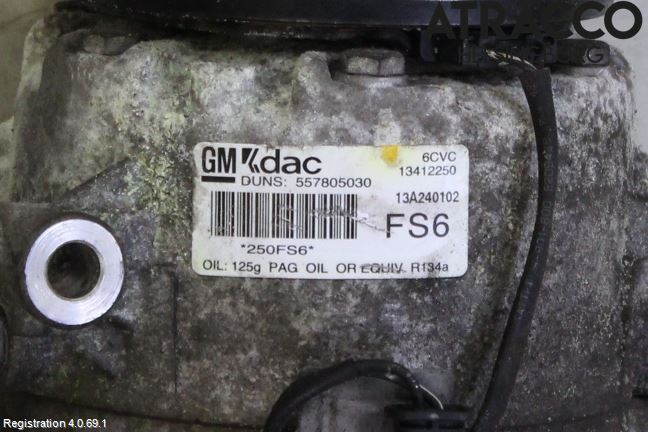 ATRACCO
GM dac
DUNS: 557805030
6CVC
13412250
13A240102
FS6
*250FS6*
OIL: 125g PAG OIL OR EQUIV. R134a
Registration 4.0.69.1